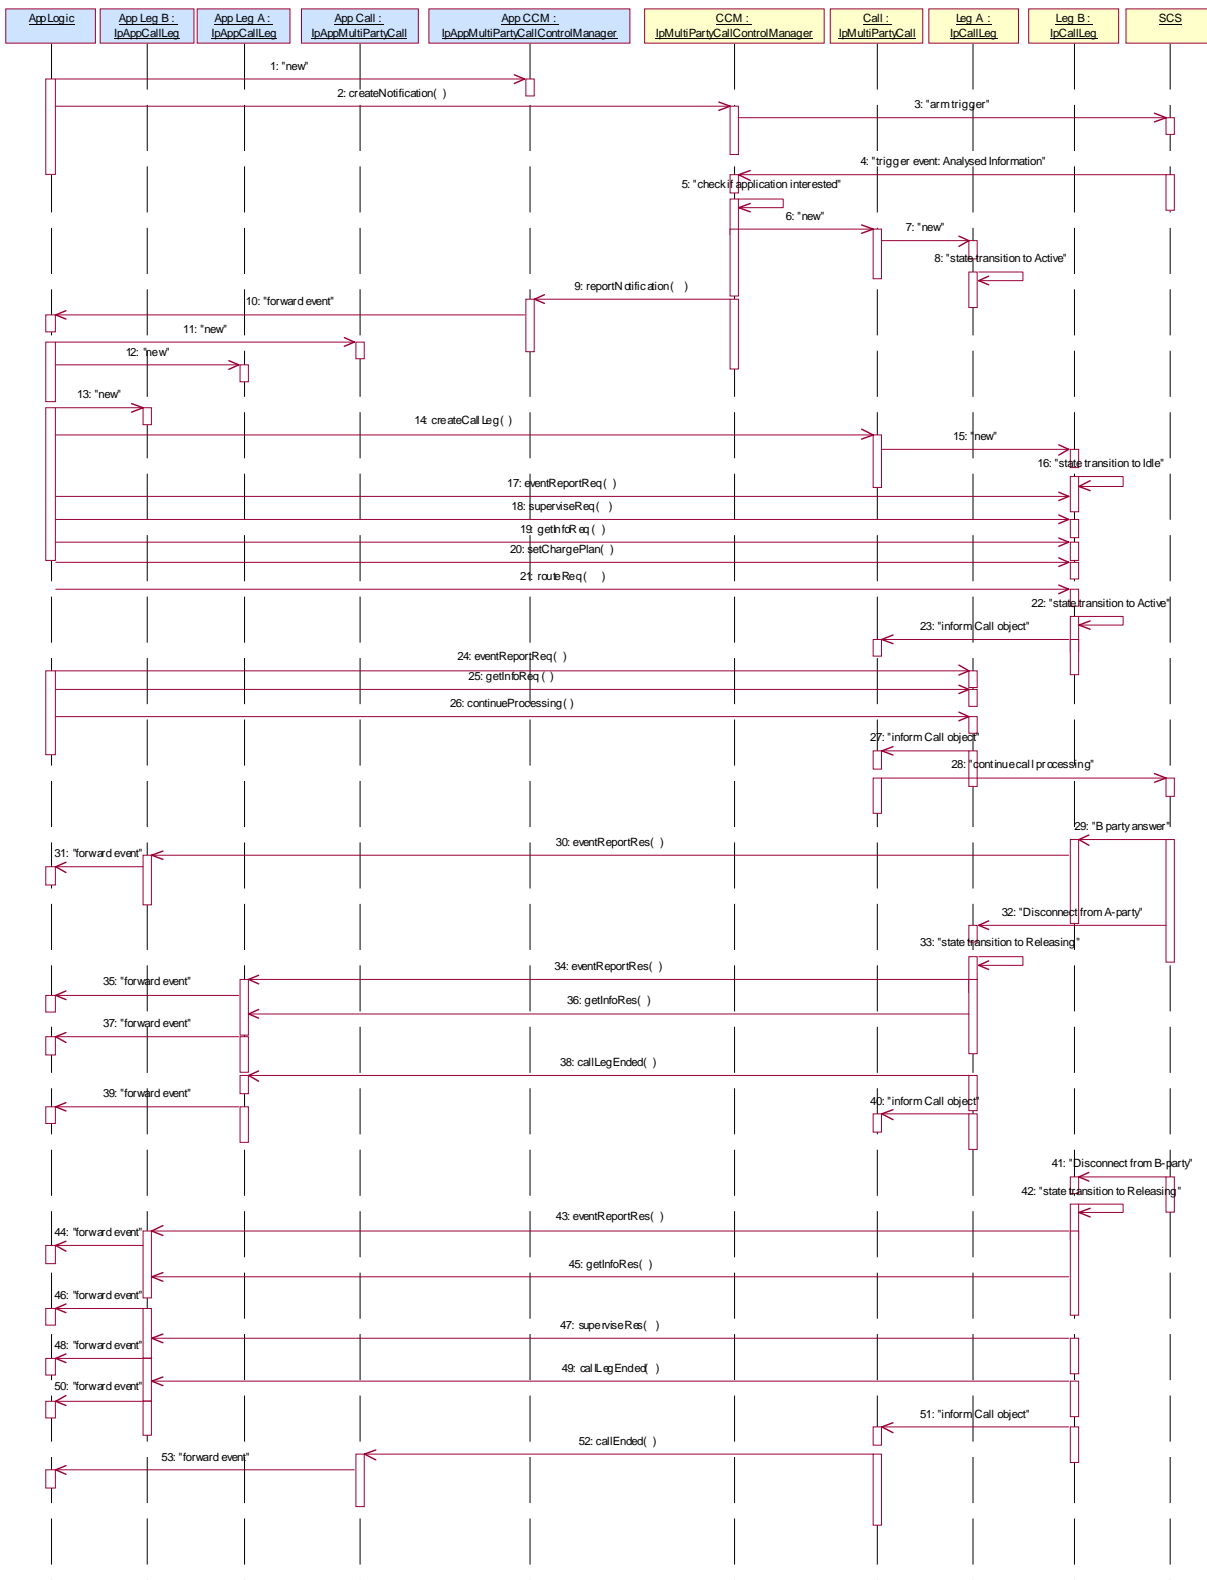 AppLogic
App Leg B :
IpAppCallLeg
App Leg A :
IpAppCallLeg
App Call :
IpAppMultiPartyCall
App CCM :
IpAppMultiPartyCallControlManager
CCM :
IpMultiPartyCallControlManager
Call :
IpMultiPartyCall
Leg A :
IpCallLeg
Leg B :
IpCallLeg
SCS
1: "new"
2: createNotification( )
3: "arm trigger"
4: "trigger event: Analysed Information"
5: "check if application interested"
6: "new"
7: "new"
8: "state transition to Active"
9: reportNotification( )
10: "forward event"
11: "new"
12: "new"
13: "new"
14: createCallLeg( )
15: "new"
16: "state transition to Idle"
17: eventReportReq( )
18: superviseReq( )
19: getInfoReq( )
20: setChargePlan( )
21: routeReq( )
22: "state transition to Active"
23: "inform Call object"
24: eventReportReq( )
25: getInfoReq ( )
26: continueProcessing( )
27: "inform Call object"
28: "continue call processing"
29: "B party answer"
30: eventReportRes( )
31: "forward event"
32: "Disconnect from A-party"
33: "state transition to Releasing"
34: eventReportRes( )
35: "forward event"
36: getInfoRes( )
37: "forward event"
38: callLegEnded( )
39: "forward event"
40: "inform Call object"
41: "Disconnect from B-party"
42: "state transition to Releasing"
43: eventReportRes( )
44: "forward event"
45: getInfoRes( )
46: "forward event"
47: superviseRes( )
48: "forward event"
49: callLegEnded( )
50: "forward event"
51: "inform Call object"
52: callEnded( )
53: "forward event"